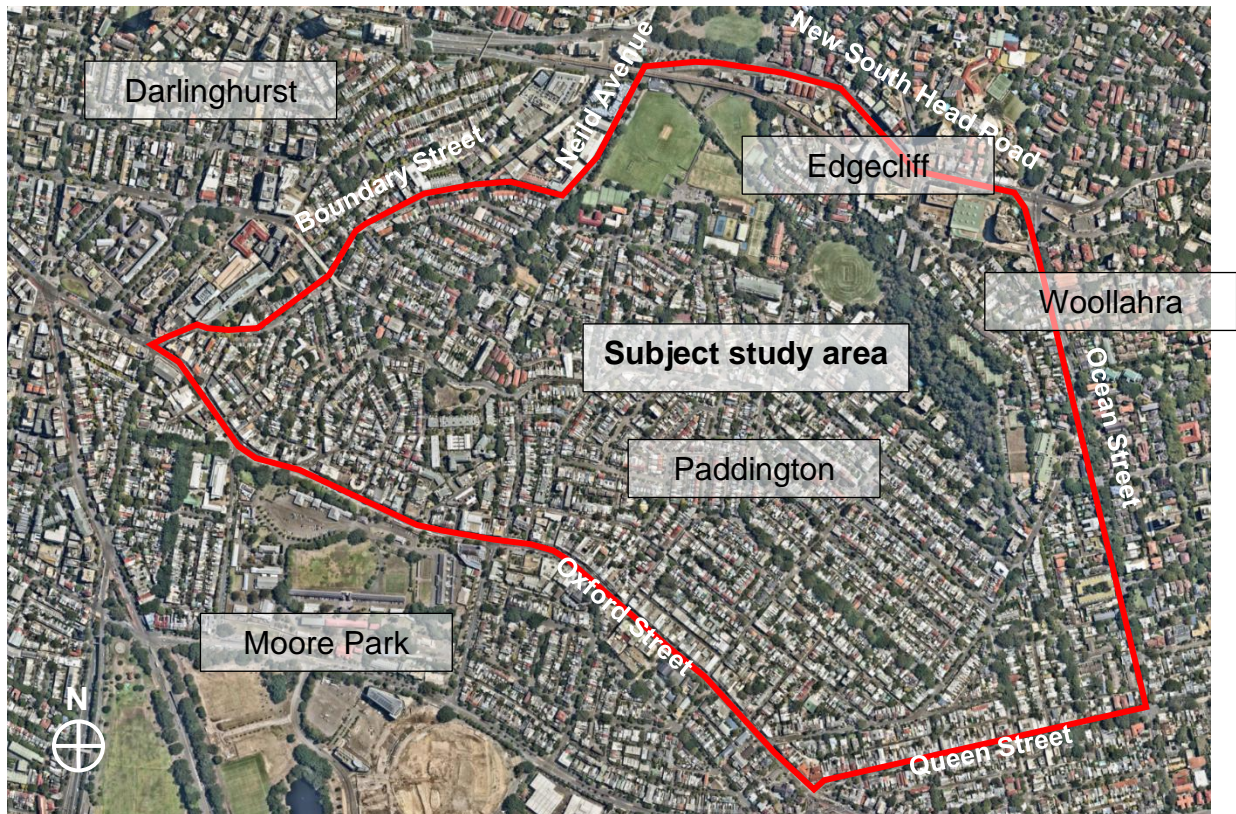 New South Head Road
Neild Avenue
Darlinghurst
Boundary Street
Edgecliff
Woollahra
Subject study area
Ocean Street
Paddington
Oxford Street
Moore Park
N
Queen Street